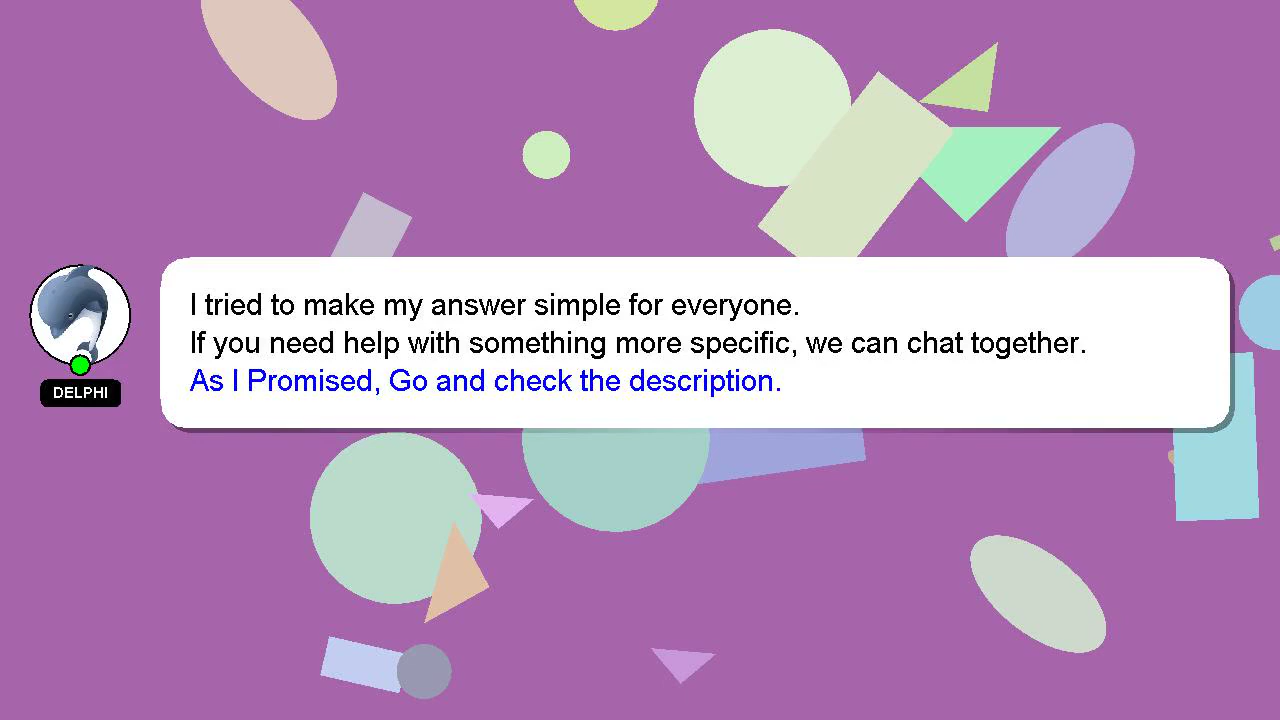 I tried to make my answer simple for everyone.
If you need help with something more specific, we can chat together.
As I Promised, Go and check the description.
DELPHI